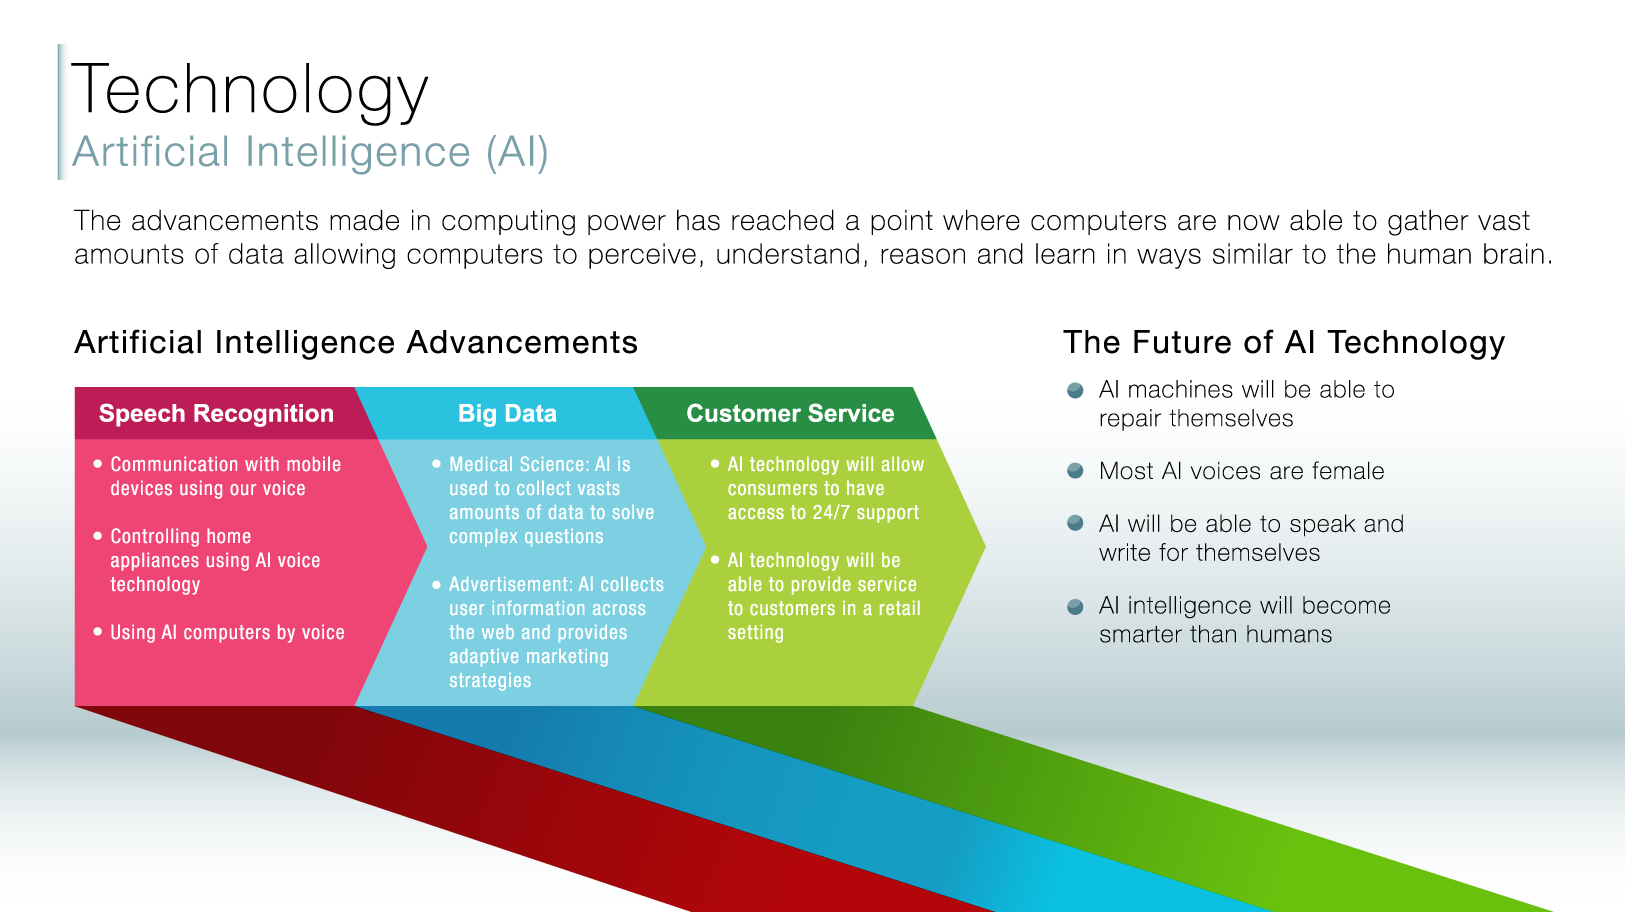 Technology
Artificial Intelligence (AI)
The advancements made in computing power has reached a point where computers are now able to gather vast
amounts of data allowing computers to perceive, understand, reason and learn in ways similar to the human brain.
Artificial Intelligence Advancements
Speech Recognition
• Communication with mobile
devices using our voice
• Controlling home
appliances using AI voice
technology
• Using AI computers by voice
Big Data
• Medical Science: AI is
used to collect vasts
amounts of data to solve
complex questions
• Advertisement: AI collects
user information across
the web and provides
adaptive marketing
strategies
Customer Service
• AI technology will allow
consumers to have
access to 24/7 support
• AI technology will be
able to provide service
to customers in a retail
setting
The Future of AI Technology
AI machines will be able to
repair themselves
Most AI voices are female
AI will be able to speak and
write for themselves
AI intelligence will become
smarter than humans